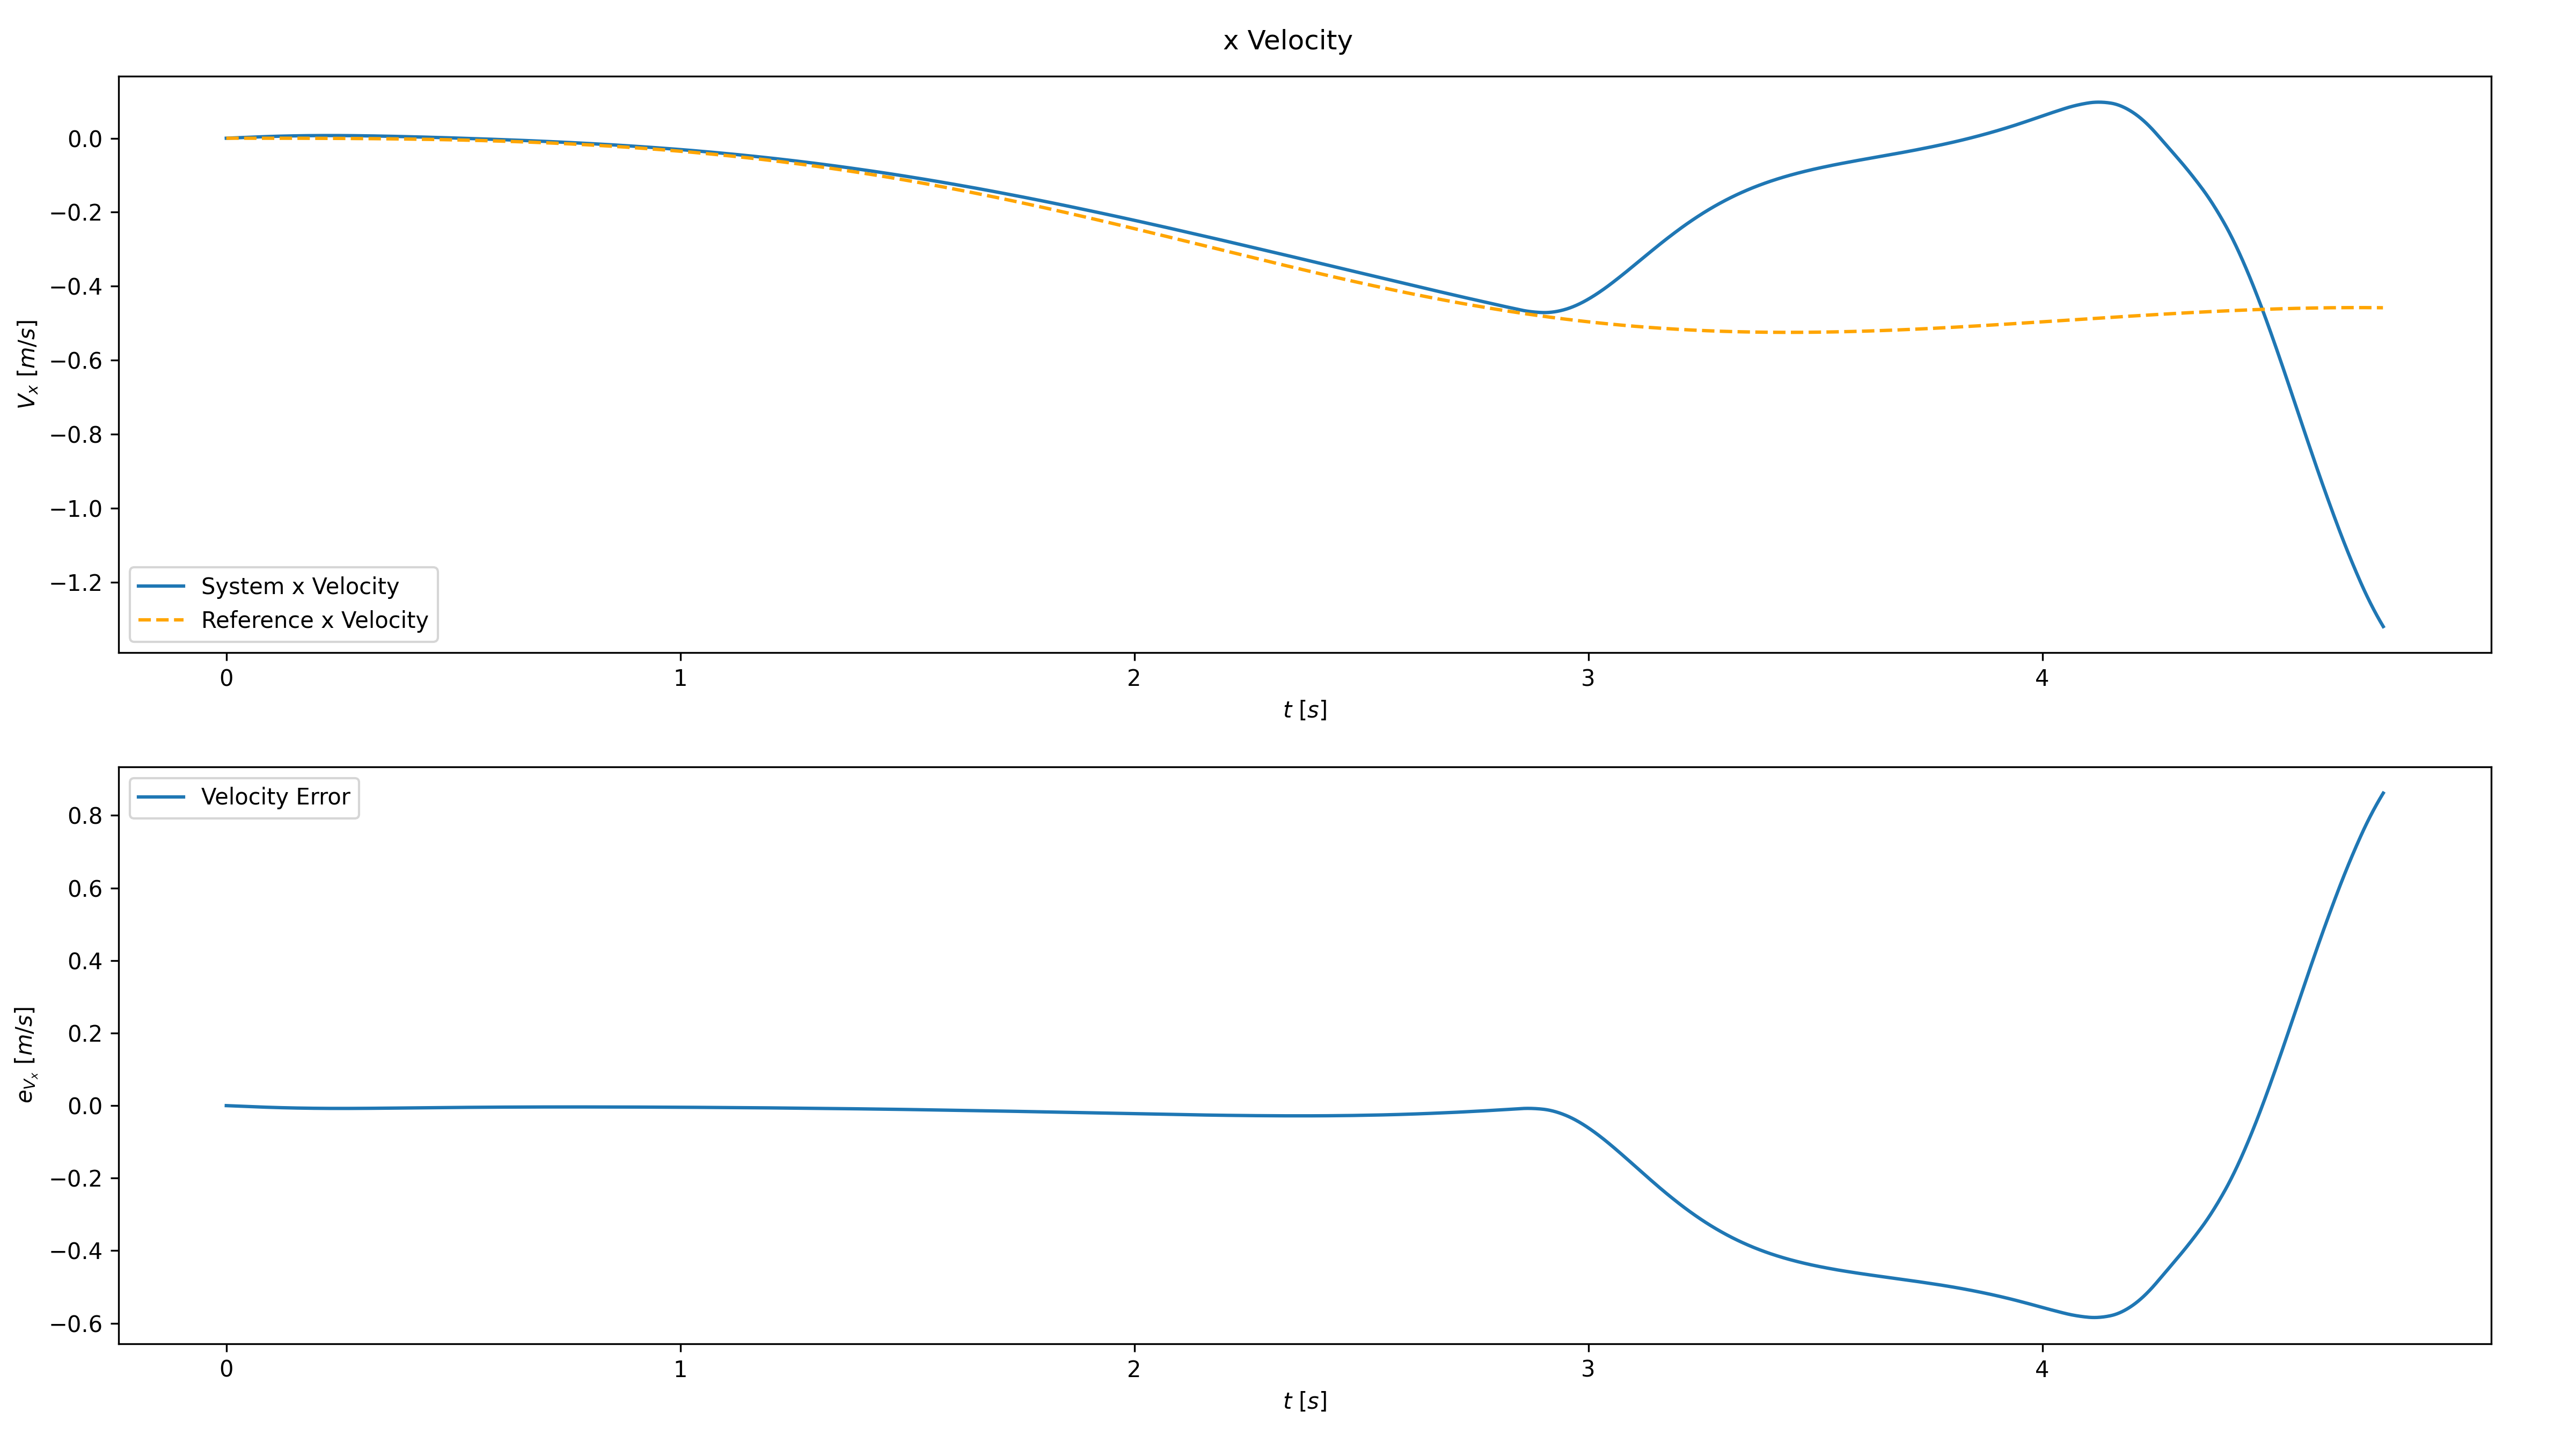 x Velocity
0.0
−0.2
−0.4
−0.6
−0.8
−1.0
−1.2
V_x [m/s]
System x Velocity
Reference x Velocity
0 1 2 3 4
t [s]
Velocity Error
0.8
0.6
0.4
0.2
0.0
−0.2
−0.4
−0.6
e_{V_x} [m/s]
0 1 2 3 4
t [s]